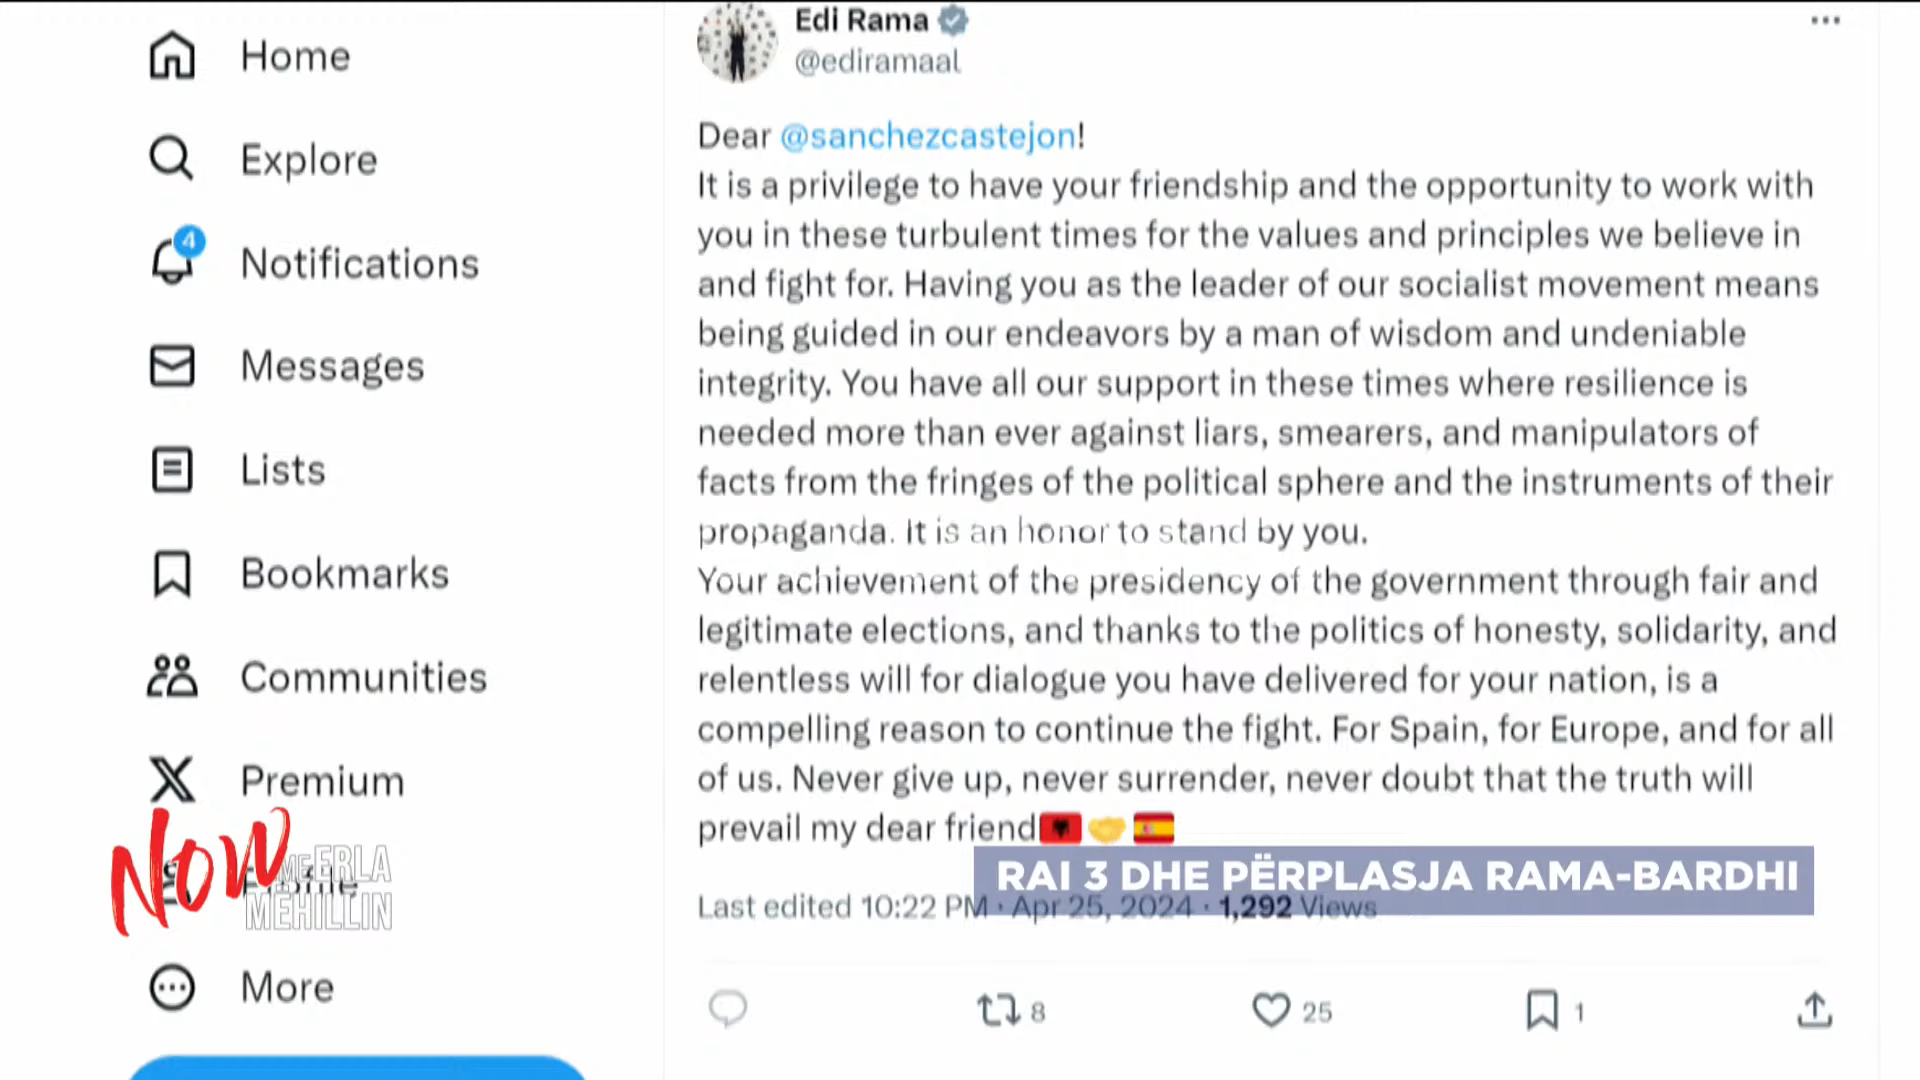 Home
Explore
4
Notifications
Messages
Lists
Bookmarks
Communities
Premium
More
Edi Rama
@ediramaal
Dear @sanchezcastejon!
It is a privilege to have your friendship and the opportunity to work with
you in these turbulent times for the values and principles we believe in
and fight for. Having you as the leader of our socialist movement means
being guided in our endeavors by a man of wisdom and undeniable
integrity. You have all our support in these times where resilience is
needed more than ever against liars, smearers, and manipulators of
facts from the fringes of the political sphere and the instruments of their
propaganda. It is an honor to stand by you.
Your achievement of the presidency of the government through fair and
legitimate elections, and thanks to the politics of honesty, solidarity, and
relentless will for dialogue you have delivered for your nation, is a
compelling reason to continue the fight. For Spain, for Europe, and for all
of us. Never give up, never surrender, never doubt that the truth will
prevail my dear friend🇦🇱🤝🇪🇸
Last edited 10:22 PM · Apr 25, 2024 · 1,292 Views
8 25 1
NOW
ME ERLA
MËHILLIN
RAI 3 DHE PËRPLASJA RAMA-BARDHI